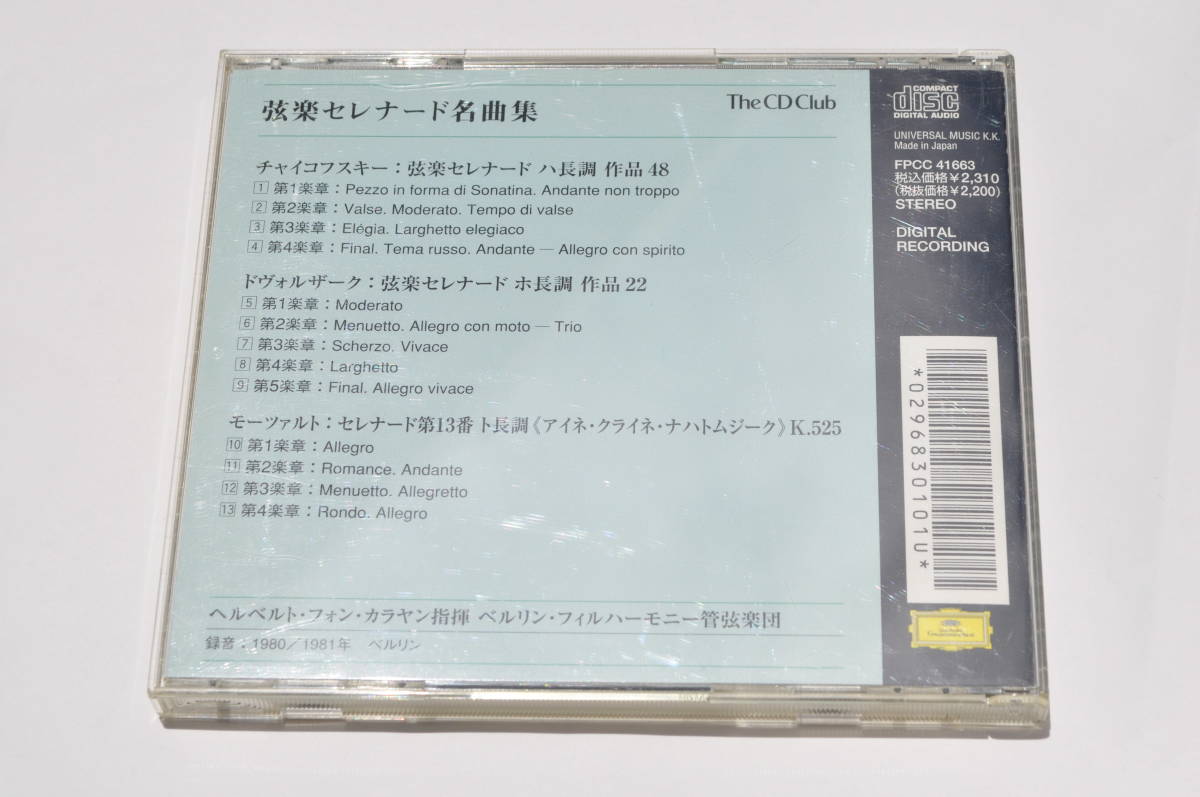 弦楽セレナード名曲集
The CD Club
チャイコフスキー：弦楽セレナード ハ長調 作品48
1 第1楽章：Pezzo in forma di Sonatina. Andante non troppo
2 第2楽章：Valse. Moderato. Tempo di valse
3 第3楽章：Elégia. Larghetto elegiaco
4 第4楽章：Final. Tema russo. Andante — Allegro con spirito
ドヴォルザーク：弦楽セレナード ホ長調 作品22
5 第1楽章：Moderato
6 第2楽章：Menuetto. Allegro con moto — Trio
7 第3楽章：Scherzo. Vivace
8 第4楽章：Larghetto
9 第5楽章：Final. Allegro vivace
モーツァルト：セレナード第13番 ト長調《アイネ・クライネ・ナハトムジーク》K.525
10 第1楽章：Allegro
11 第2楽章：Romance. Andante
12 第3楽章：Menuetto. Allegretto
13 第4楽章：Rondo. Allegro
ヘルベルト・フォン・カラヤン指揮 ベルリン・フィルハーモニー管弦楽団
録音：1980／1981年 ベルリン
COMPACT
disc
DIGITAL AUDIO
UNIVERSAL MUSIC K.K.
Made in Japan
FPCC 41663
税込価格￥2,310
(税抜価格￥2,200)
STEREO
DIGITAL
RECORDING
*0296830101U*
Deutsche
Grammophon